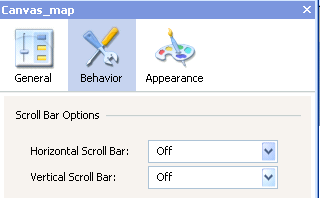 Canvas_map
General
Behavior
Appearance
Scroll Bar Options
Horizontal Scroll Bar: Off
Vertical Scroll Bar: Off